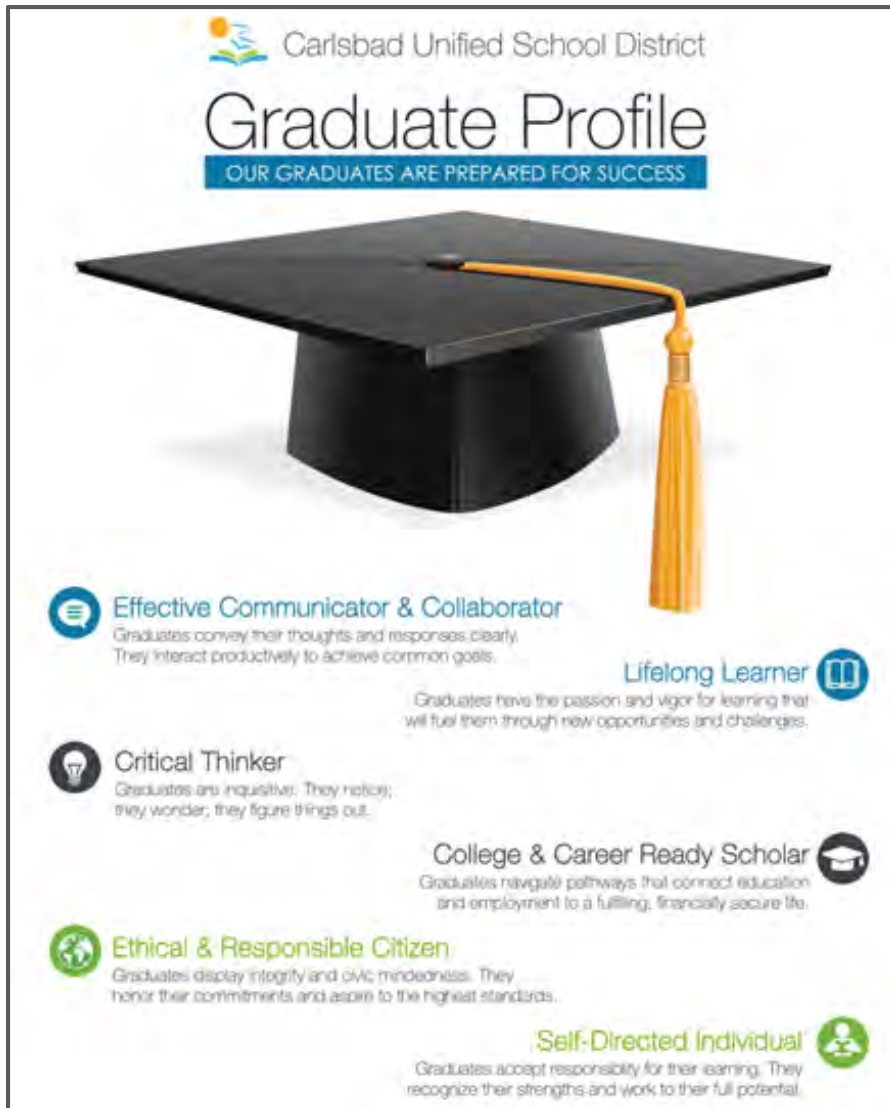 Carlsbad Unified School District
Graduate Profile
OUR GRADUATES ARE PREPARED FOR SUCCESS
Effective Communicator & Collaborator
Graduates convey their thoughts and responses clearly.
They interact productively to achieve common goals.
Lifelong Learner
Graduates have the passion and vigor for learning that
will fuel them through new opportunities and challenges.
Critical Thinker
Graduates are inquisitive. They notice;
they wonder; they figure things out.
College & Career Ready Scholar
Graduates navigate pathways that connect education
and employment to a fulfilling, financially secure life.
Ethical & Responsible Citizen
Graduates display integrity and civic mindedness. They
honor their commitments and aspire to the highest standards.
Self-Directed Individual
Graduates accept responsibility for their learning. They
recognize their strengths and work to their full potential.